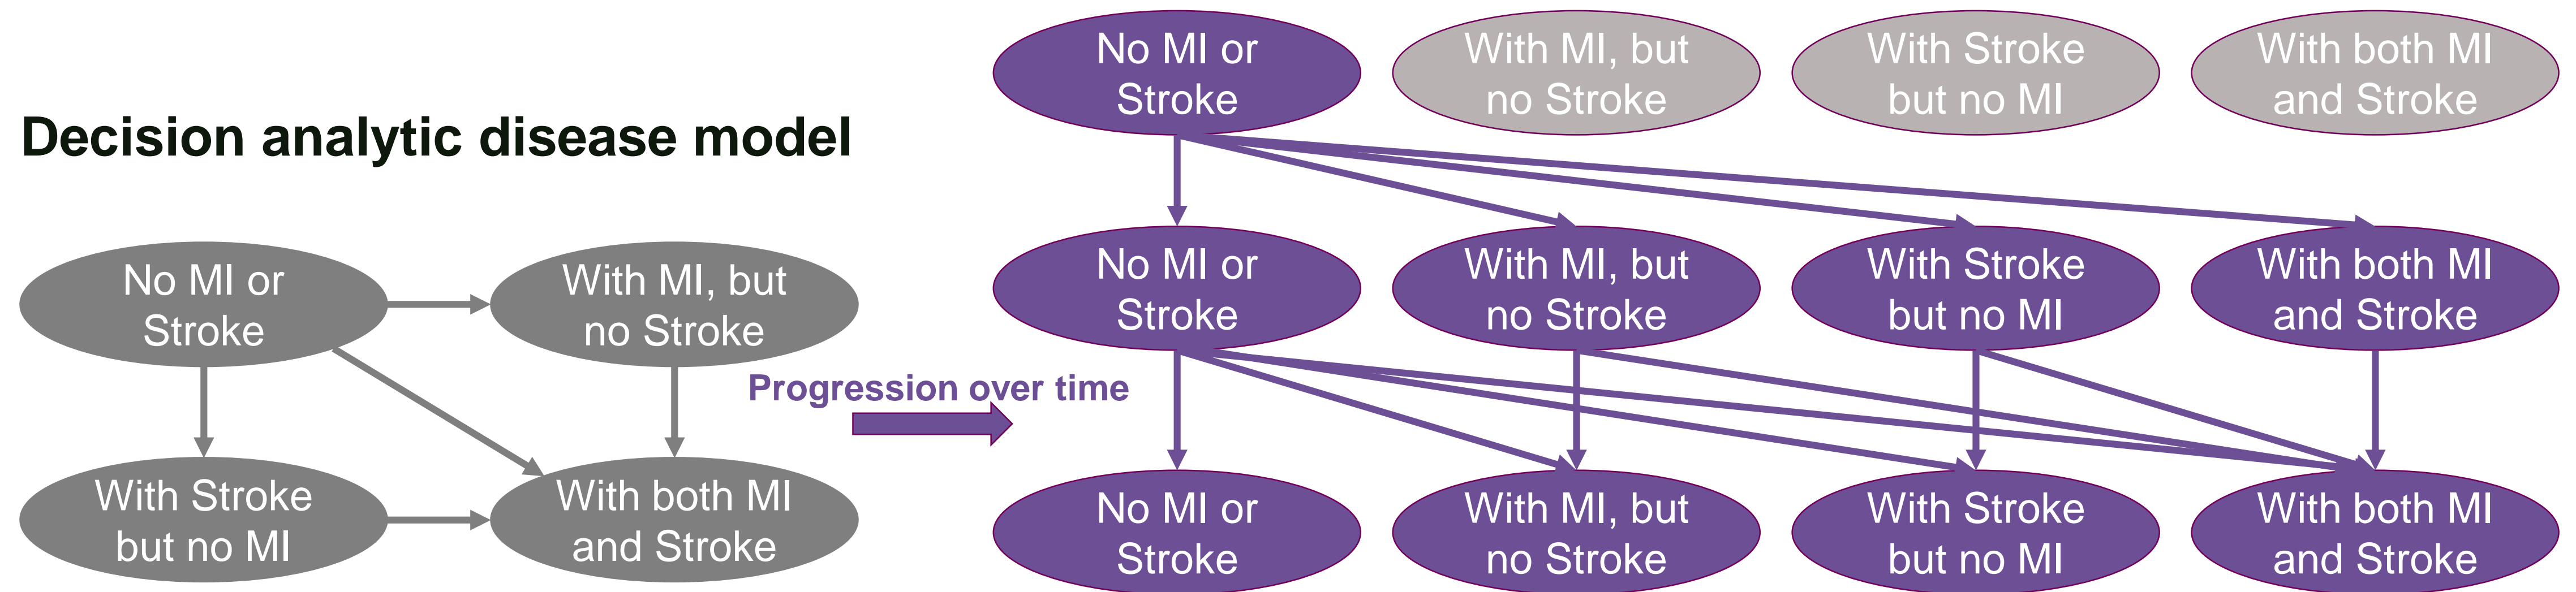 Decision analytic disease model
No MI or
Stroke
With MI, but
no Stroke
With Stroke
but no MI
With both MI
and Stroke
Progression over time
No MI or
Stroke
With MI, but
no Stroke
With Stroke
but no MI
With both MI
and Stroke
No MI or
Stroke
With MI, but
no Stroke
With Stroke
but no MI
With both MI
and Stroke
No MI or
Stroke
With MI, but
no Stroke
With Stroke
but no MI
With both MI
and Stroke